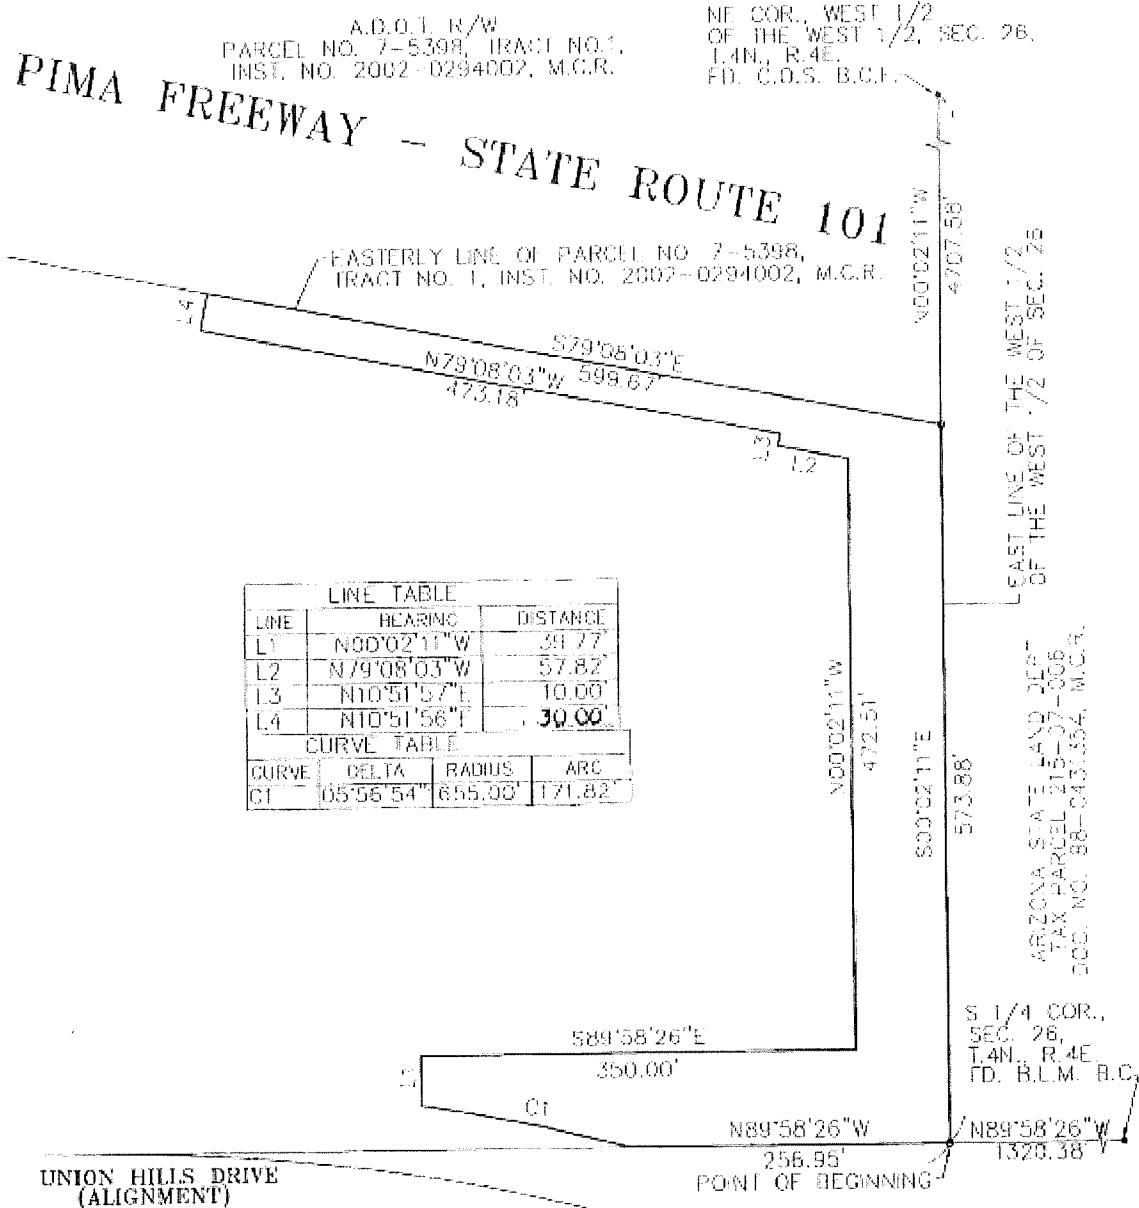 A.D.O.T. R/W
PARCEL NO. 7-5398, TRACT NO.1,
INST. NO. 2002-0294002, M.C.R.
NE COR., WEST 1/2
OF THE WEST 1/2, SEC. 26,
T.4N., R.4E.
FD. C.O.S. B.C.F.
PIMA FREEWAY - STATE ROUTE 101
EASTERLY LINE OF PARCEL NO. 7-5398,
TRACT NO. 1, INST. NO. 2002-0294002, M.C.R.
N00°02'11"W
4707.58'
L4
S79°08'03"E
599.67'
N79°08'03"W
473.18'
L3
L2
EAST LINE OF THE WEST 1/2
OF THE WEST 1/2 OF SEC. 26
LINE TABLE
LINE BEARING DISTANCE
L1 N00°02'11"W 39.77'
L2 N79°08'03"W 57.82'
L3 N10°51'57"E 10.00'
L4 N10°51'56"E 30.00'
CURVE TABLE
CURVE DELTA RADIUS ARC
C1 05°56'54" 655.00' 171.82'
N00°02'11"W
472.51'
S00°02'11"E
573.88'
ARIZONA STATE LAND DEPT
TAX PARCEL 215-07-006
DOC. NO. 88-0431354, M.C.R.
S 1/4 COR.,
SEC. 26,
T.4N., R.4E.
FD. B.L.M. B.C.
S89°58'26"E
350.00'
L1
C1
N89°58'26"W
256.95'
N89°58'26"W
1320.38'
POINT OF BEGINNING
UNION HILLS DRIVE
(ALIGNMENT)